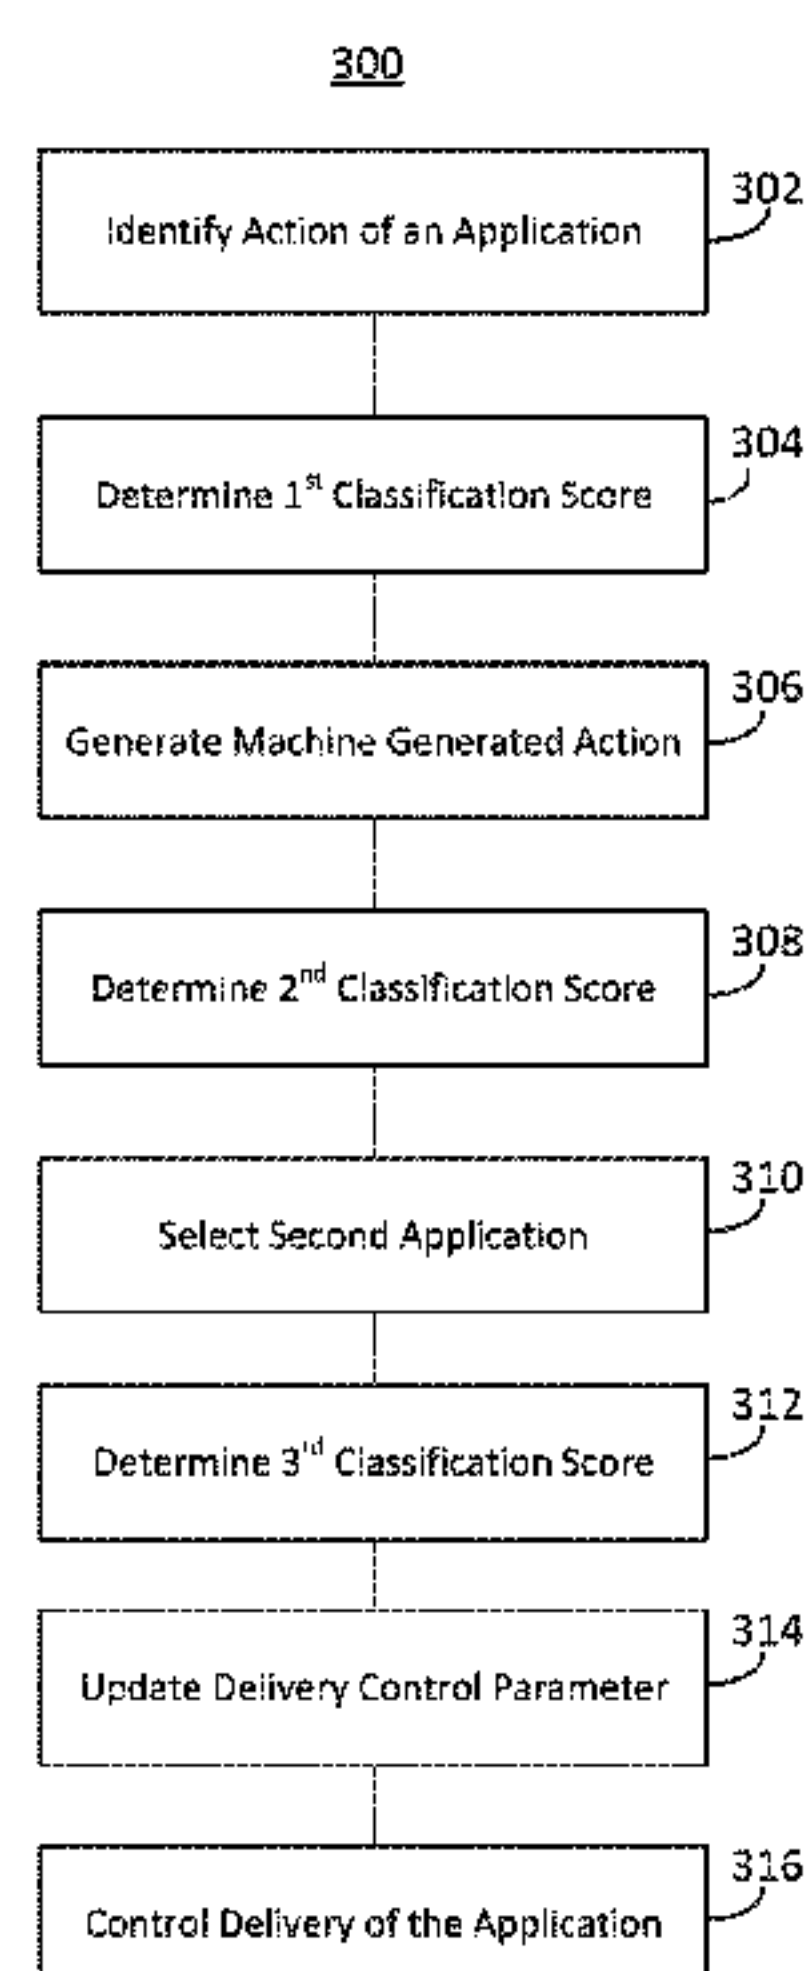 300
Identify Action of an Application
302
Determine 1st Classification Score
304
Generate Machine Generated Action
306
Determine 2nd Classification Score
308
Select Second Application
310
Determine 3rd Classification Score
312
Update Delivery Control Parameter
314
Control Delivery of the Application
316